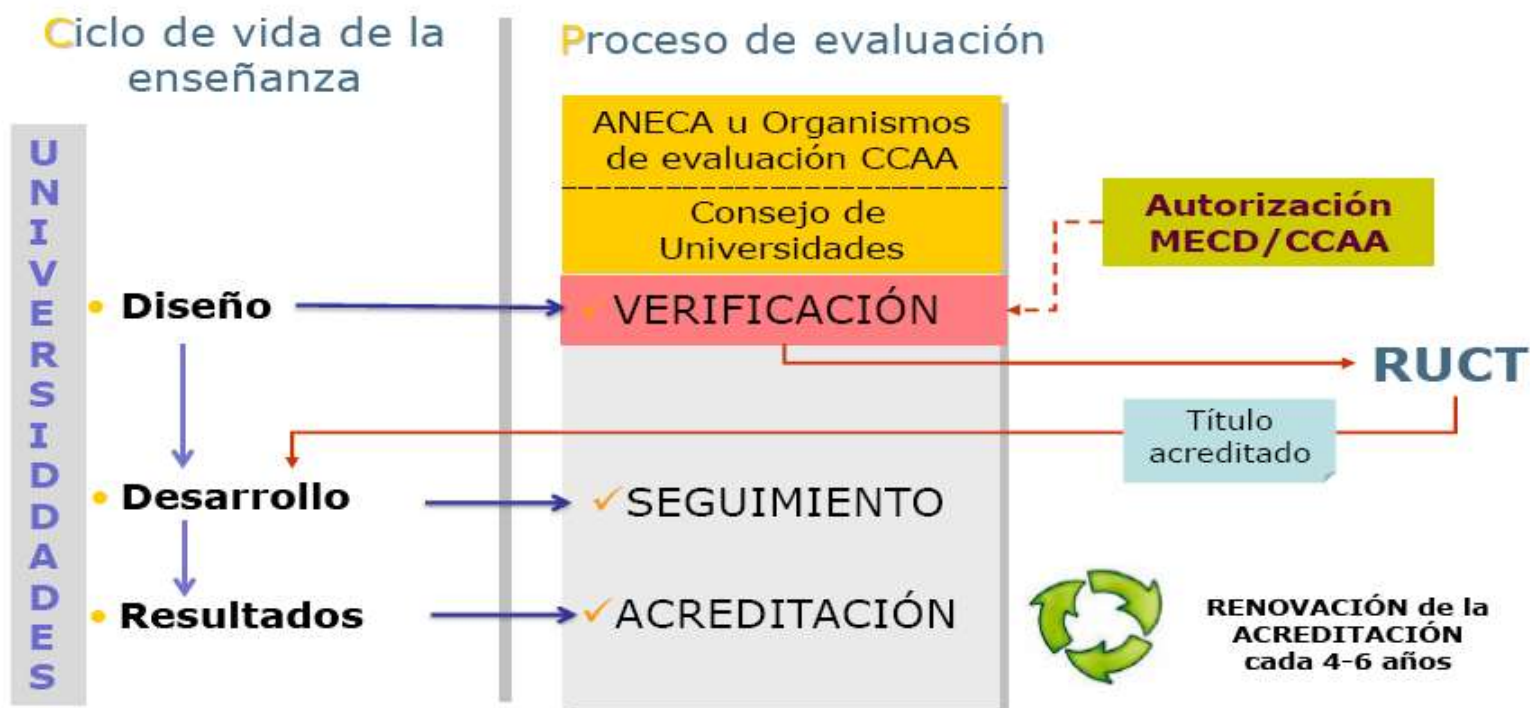 Ciclo de vida de la
enseñanza
Proceso de evaluación
UNIVERSIDDADES
ANECA u Organismos
de evaluación CCAA
Consejo de
Universidades
Autorización
MECD/CCAA
• Diseño
✓VERIFICACIÓN
RUCT
Título
acreditado
• Desarrollo
✓SEGUIMIENTO
• Resultados
✓ACREDITACIÓN
RENOVACIÓN de la
ACREDITACIÓN
cada 4-6 años